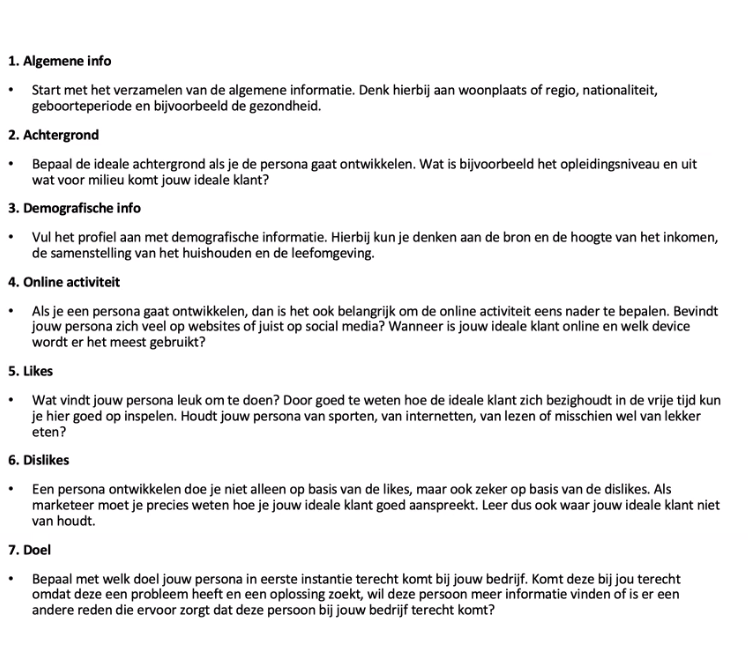 1. Algemene info
• Start met het verzamelen van de algemene informatie. Denk hierbij aan woonplaats of regio, nationaliteit,
geboorteperiode en bijvoorbeeld de gezondheid.
2. Achtergrond
• Bepaal de ideale achtergrond als je de persona gaat ontwikkelen. Wat is bijvoorbeeld het opleidingsniveau en uit
wat voor milieu komt jouw ideale klant?
3. Demografische info
• Vul het profiel aan met demografische informatie. Hierbij kun je denken aan de bron en de hoogte van het inkomen,
de samenstelling van het huishouden en de leefomgeving.
4. Online activiteit
• Als je een persona gaat ontwikkelen, dan is het ook belangrijk om de online activiteit eens nader te bepalen. Bevindt
jouw persona zich veel op websites of juist op social media? Wanneer is jouw ideale klant online en welk device
wordt er het meest gebruikt?
5. Likes
• Wat vindt jouw persona leuk om te doen? Door goed te weten hoe de ideale klant zich bezighoudt in de vrije tijd kun
je hier goed op inspelen. Houdt jouw persona van sporten, van internetten, van lezen of misschien wel van lekker
eten?
6. Dislikes
• Een persona ontwikkelen doe je niet alleen op basis van de likes, maar ook zeker op basis van de dislikes. Als
marketeer moet je precies weten hoe je jouw ideale klant goed aanspreekt. Leer dus ook waar jouw ideale klant niet
van houdt.
7. Doel
• Bepaal met welk doel jouw persona in eerste instantie terecht komt bij jouw bedrijf. Komt deze bij jou terecht
omdat deze een probleem heeft en een oplossing zoekt, wil deze persoon meer informatie vinden of is er een
andere reden die ervoor zorgt dat deze persoon bij jouw bedrijf terecht komt?